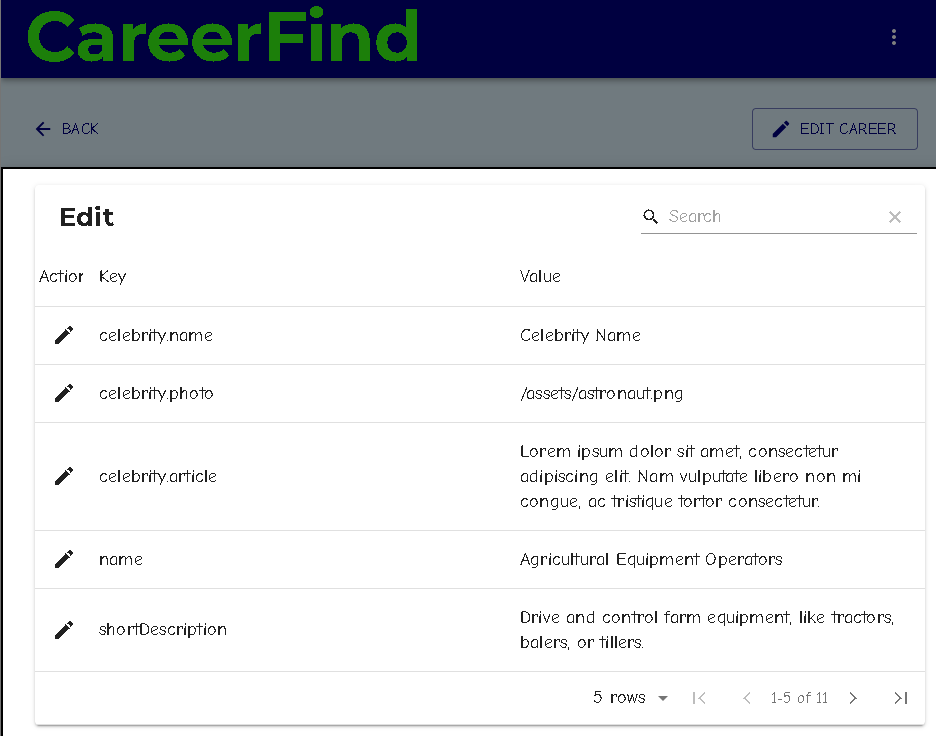 CareerFind
BACK
EDIT CAREER
Edit
Search
Action Key Value
celebrity.name Celebrity Name
celebrity.photo /assets/astronaut.png
celebrity.article Lorem ipsum dolor sit amet, consectetur
adipiscing elit. Nam vulputate libero non mi
congue, ac tristique tortor consectetur.
name Agricultural Equipment Operators
shortDescription Drive and control farm equipment, like tractors,
balers, or tillers.
5 rows 1-5 of 11